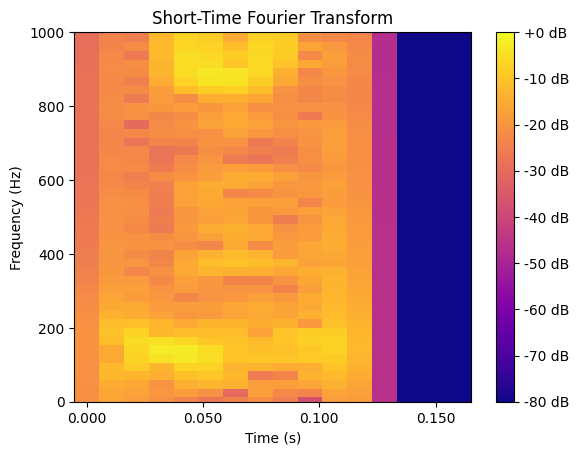 Short-Time Fourier Transform
Frequency (Hz)
1000
800
600
400
200
0
0.000
0.050
0.100
0.150
Time (s)
+0 dB
-10 dB
-20 dB
-30 dB
-40 dB
-50 dB
-60 dB
-70 dB
-80 dB